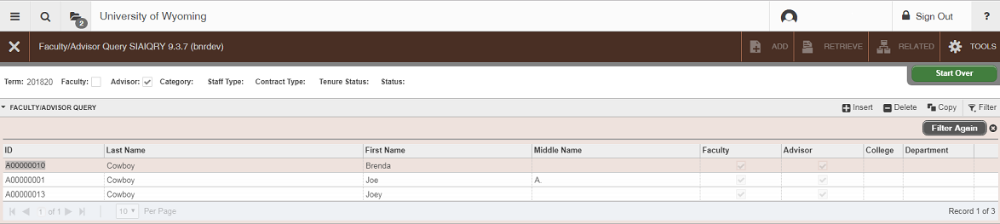 2 University of Wyoming Sign Out ?
Faculty/Advisor Query SIAIQRY 9.3.7 (bnrdev) ADD RETRIEVE RELATED TOOLS
Term: 201820 Faculty: Advisor: Category: Staff Type: Contract Type: Tenure Status: Status: Start Over
FACULTY/ADVISOR QUERY Insert Delete Copy Filter
Filter Again
ID Last Name First Name Middle Name Faculty Advisor College Department
A00000010 Cowboy Brenda
A00000001 Cowboy Joe A.
A00000013 Cowboy Joey
1 of 1 10 Per Page Record 1 of 3